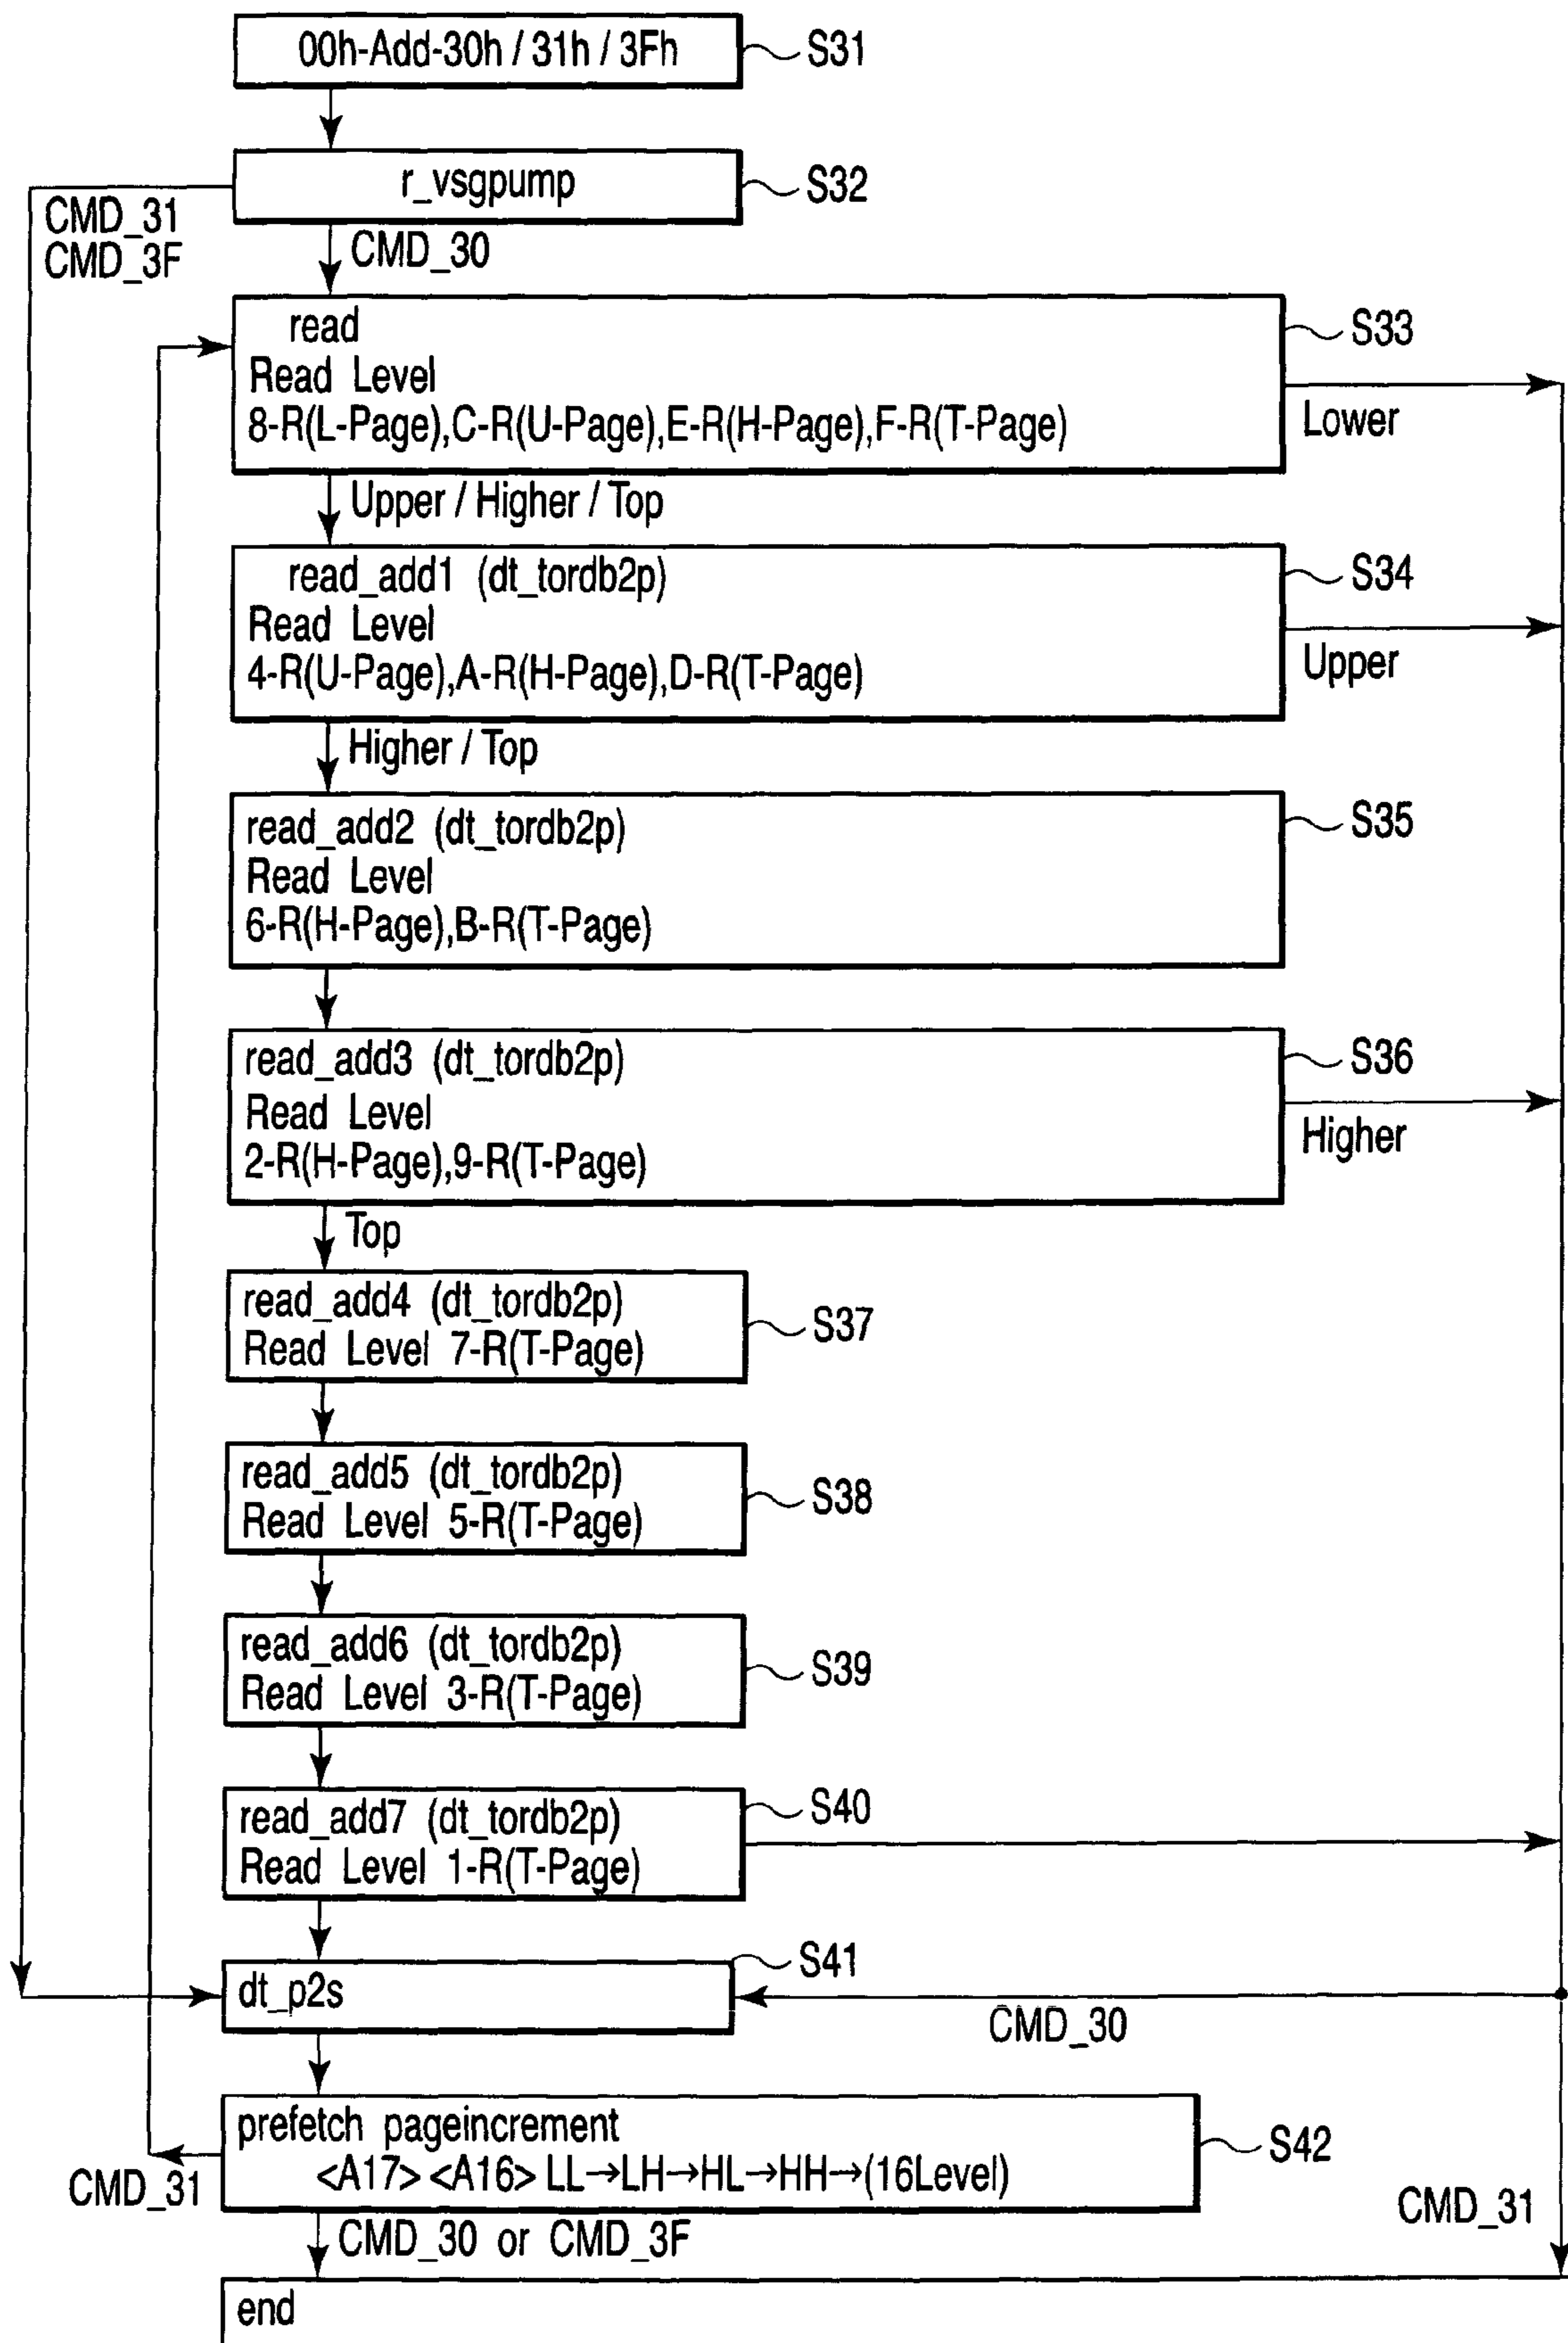 00h-Add-30h / 31h / 3Fh
S31
r_vsgpump
S32
CMD_31
CMD_3F
CMD_30
read
S33
Read Level
8-R(L-Page),C-R(U-Page),E-R(H-Page),F-R(T-Page)
Lower
Upper / Higher / Top
read_add1 (dt_tordb2p)
S34
Read Level
4-R(U-Page),A-R(H-Page),D-R(T-Page)
Upper
Higher / Top
read_add2 (dt_tordb2p)
S35
Read Level
6-R(H-Page),B-R(T-Page)
read_add3 (dt_tordb2p)
S36
Read Level
2-R(H-Page),9-R(T-Page)
Higher
Top
read_add4 (dt_tordb2p)
Read Level 7-R(T-Page)
S37
read_add5 (dt_tordb2p)
Read Level 5-R(T-Page)
S38
read_add6 (dt_tordb2p)
Read Level 3-R(T-Page)
S39
read_add7 (dt_tordb2p)
Read Level 1-R(T-Page)
S40
dt_p2s
S41
CMD_30
prefetch pageincrement
<A17> <A16> LL→LH→HL→HH→(16Level)
S42
CMD_31
CMD_31
CMD_30 or CMD_3F
end